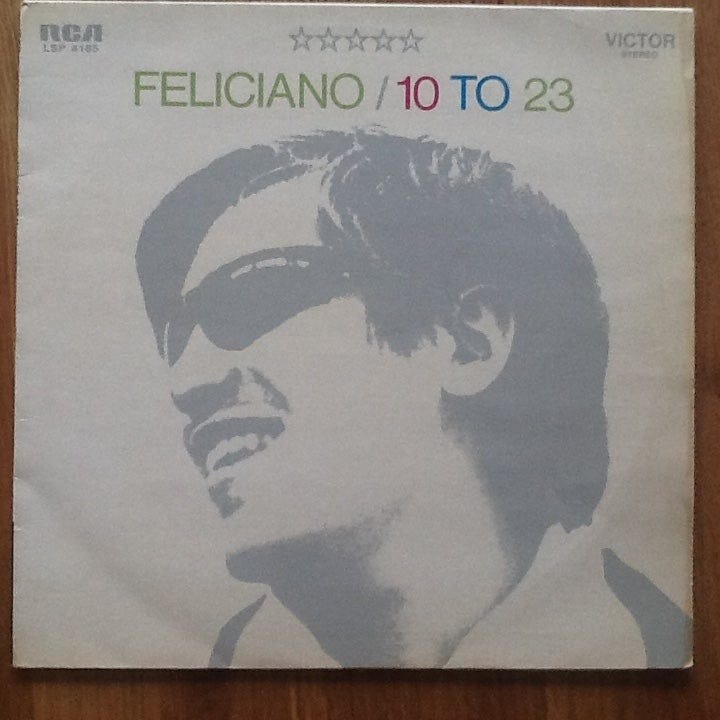 RCA
LSP 4185
VICTOR
STEREO
FELICIANO / 10 TO 23